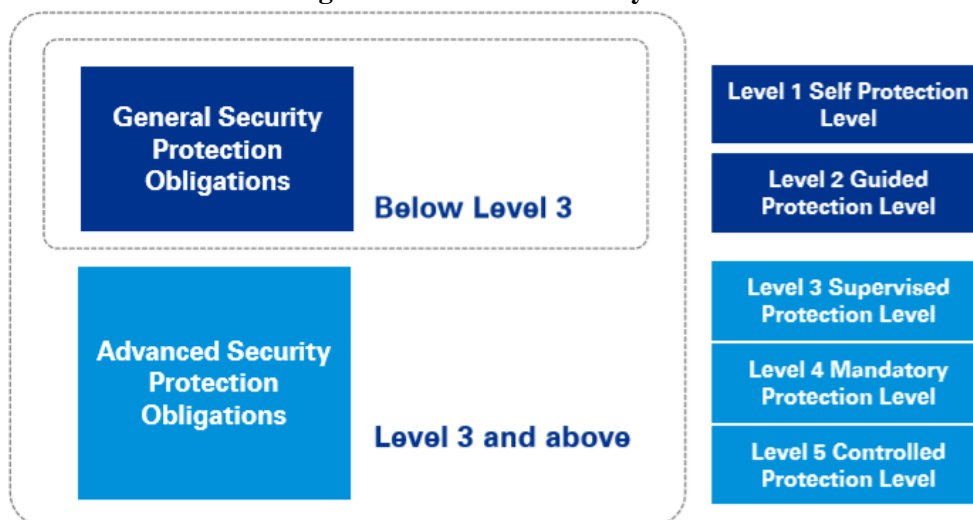 General Security
Protection
Obligations
Below Level 3
Advanced Security
Protection
Obligations
Level 3 and above
Level 1 Self Protection
Level
Level 2 Guided
Protection Level
Level 3 Supervised
Protection Level
Level 4 Mandatory
Protection Level
Level 5 Controlled
Protection Level